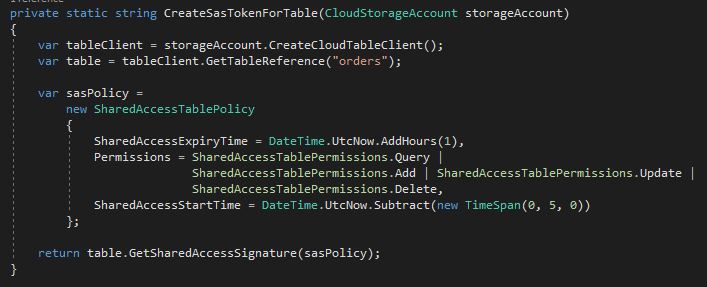 private static string CreateSasTokenForTable(CloudStorageAccount storageAccount)
{
    var tableClient = storageAccount.CreateCloudTableClient();
    var table = tableClient.GetTableReference("orders");

    var sasPolicy =
        new SharedAccessTablePolicy
        {
            SharedAccessExpiryTime = DateTime.UtcNow.AddHours(1),
            Permissions = SharedAccessTablePermissions.Query |
                          SharedAccessTablePermissions.Add | SharedAccessTablePermissions.Update |
                          SharedAccessTablePermissions.Delete,
            SharedAccessStartTime = DateTime.UtcNow.Subtract(new TimeSpan(0, 5, 0))
        };

    return table.GetSharedAccessSignature(sasPolicy);
}